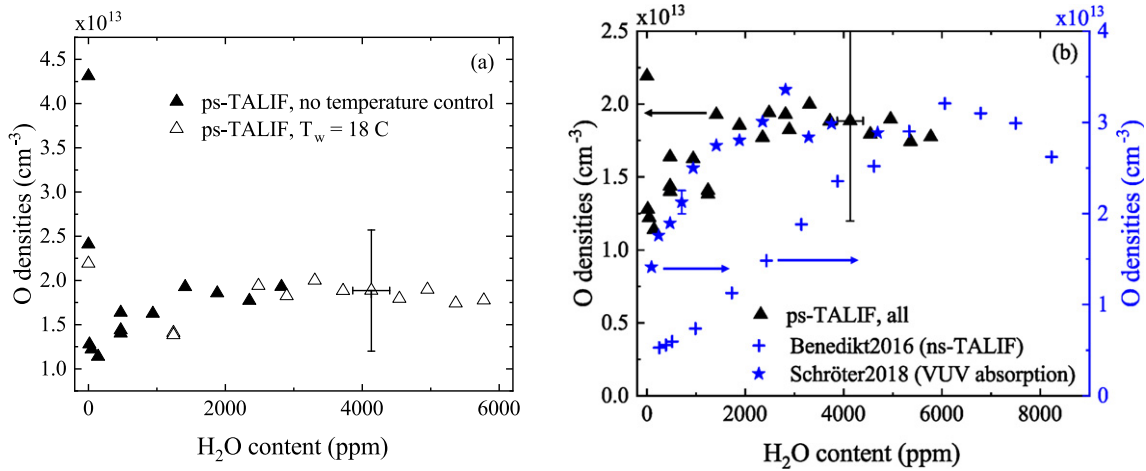 x10^13
(a)
4.5
4.0
3.5
3.0
2.5
2.0
1.5
1.0
O densities (cm^-3)
ps-TALIF, no temperature control
ps-TALIF, T_w = 18 C
0 2000 4000 6000
H_2O content (ppm)
x10^13
x10^13
(b)
2.5
2.0
1.5
1.0
0.5
0.0
O densities (cm^-3)
4
3
2
1
0
O densities (cm^-3)
ps-TALIF, all
Benedikt2016 (ns-TALIF)
Schröter2018 (VUV absorption)
0 2000 4000 6000 8000
H_2O content (ppm)